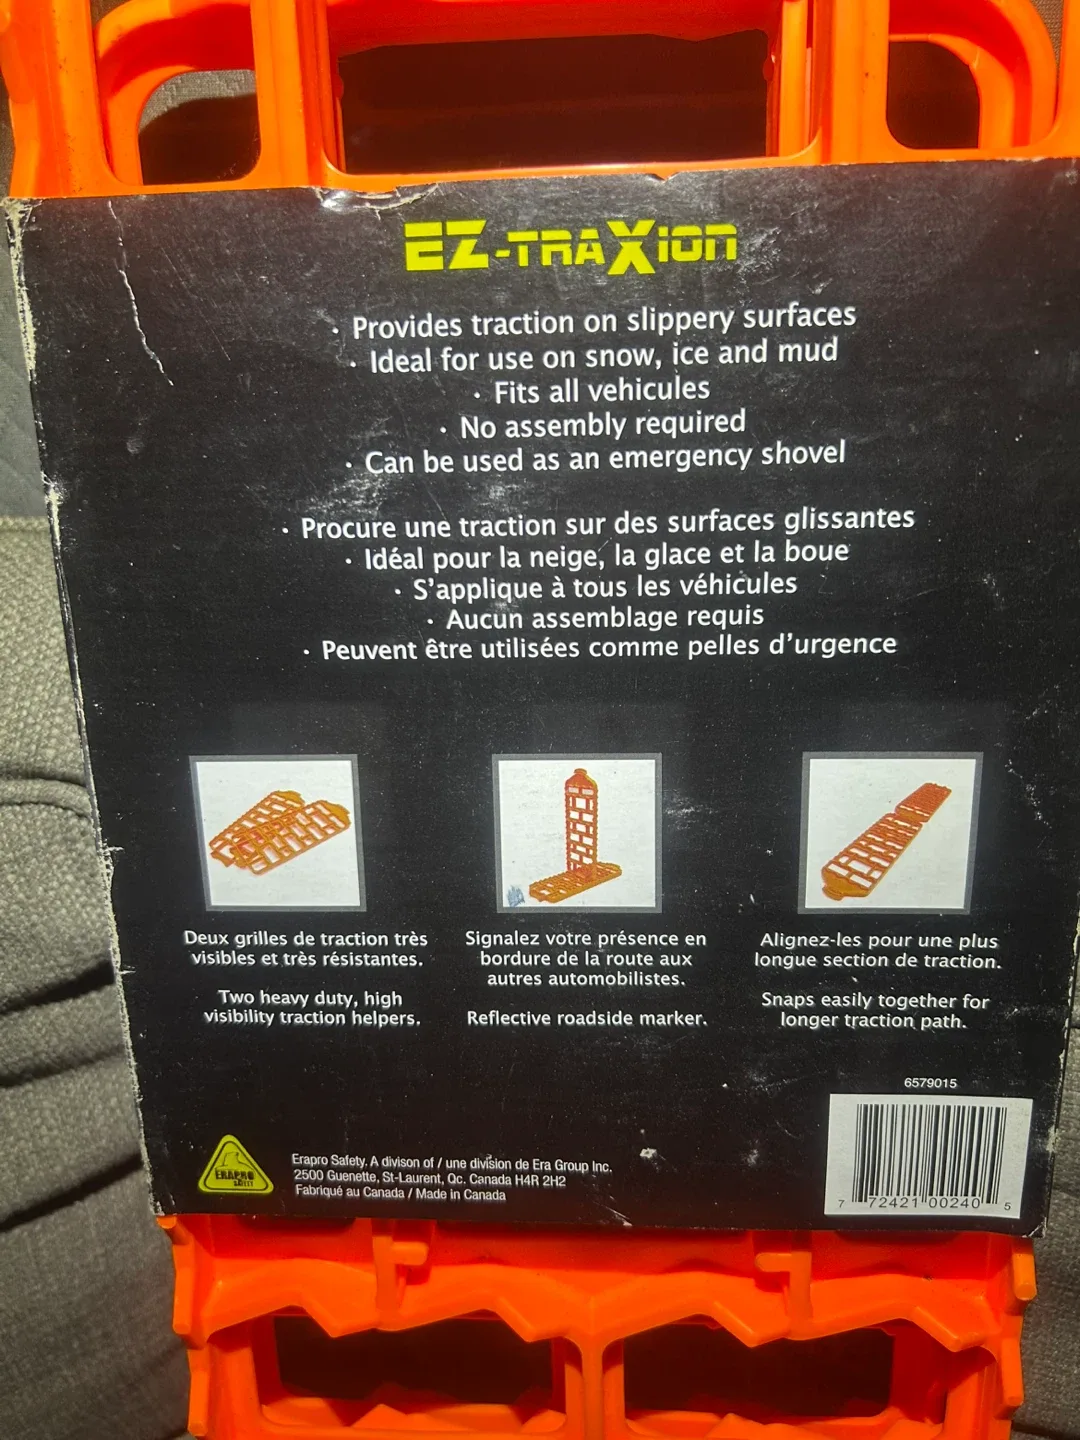 EZ-TRAXION
· Provides traction on slippery surfaces
· Ideal for use on snow, ice and mud
· Fits all vehicules
· No assembly required
· Can be used as an emergency shovel
· Procure une traction sur des surfaces glissantes
· Idéal pour la neige, la glace et la boue
· S'applique à tous les véhicules
· Aucun assemblage requis
· Peuvent être utilisées comme pelles d'urgence
Deux grilles de traction très
visibles et très résistantes.
Two heavy duty, high
visibility traction helpers.
Signalez votre présence en
bordure de la route aux
autres automobilistes.
Reflective roadside marker.
Alignez-les pour une plus
longue section de traction.
Snaps easily together for
longer traction path.
6579015
7 72421 00240 5
ERAPRO
SAFETY
Erapro Safety. A divison of / une division de Era Group Inc.
2500 Guenette, St-Laurent, Qc. Canada H4R 2H2
Fabriqué au Canada / Made in Canada